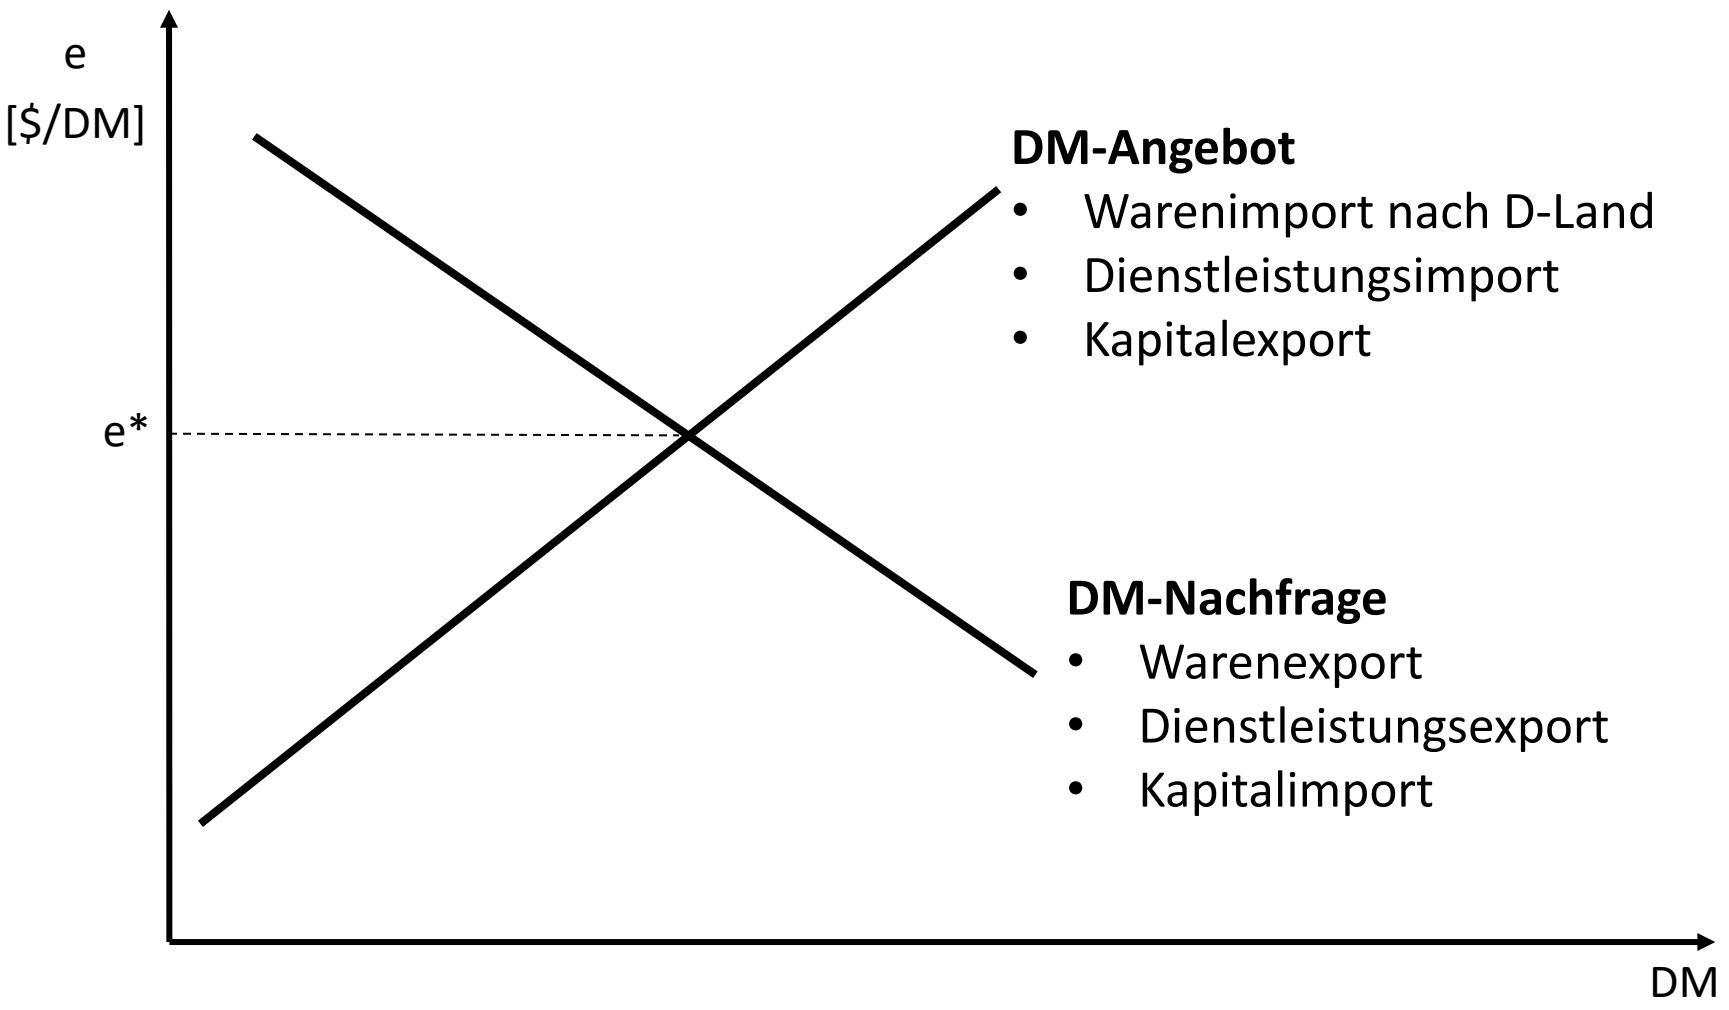 e
[$/DM]
DM-Angebot
• Warenimport nach D-Land
• Dienstleistungsimport
• Kapitalexport
e*
DM-Nachfrage
• Warenexport
• Dienstleistungsexport
• Kapitalimport
DM